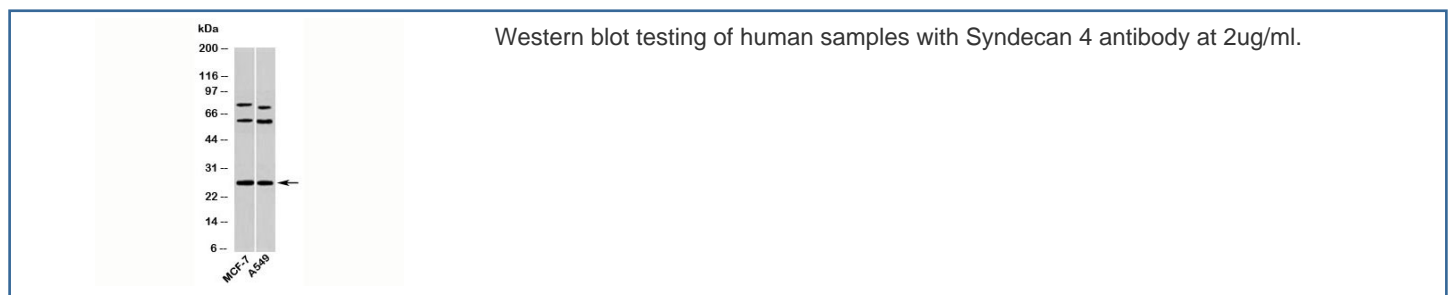 kDa
Western blot testing of human samples with Syndecan 4 antibody at 2ug/ml.
200 –
116 –
97 –
66 –
44 –
31 –
22 –
14 –
6 –
MCF-7
A549